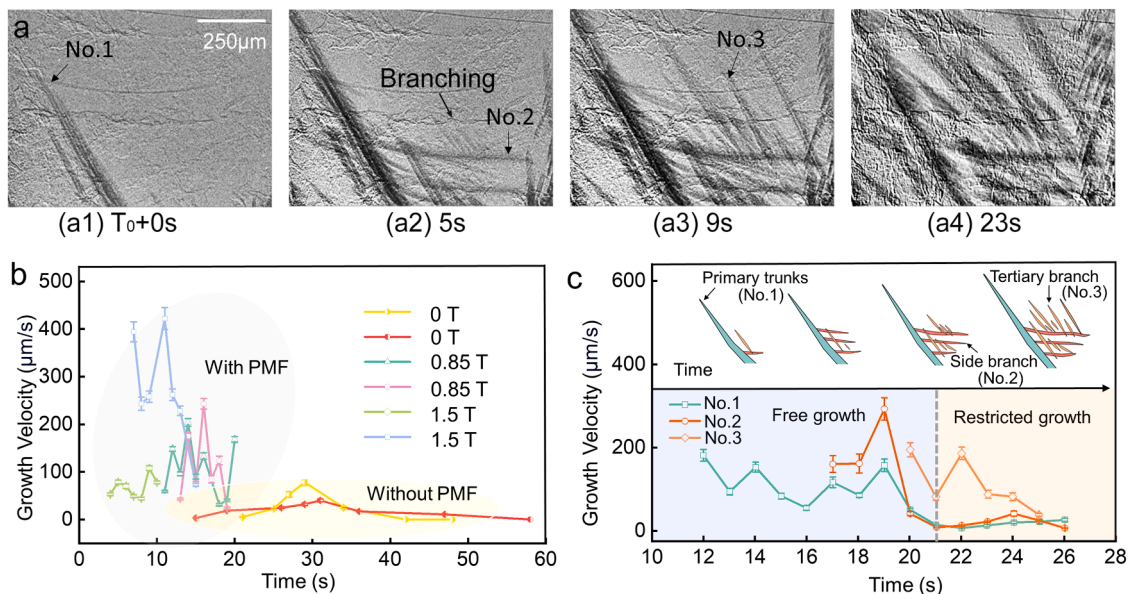 a
250μm
No.1
Branching
No.2
No.3
(a1) T₀+0s
(a2) 5s
(a3) 9s
(a4) 23s
b
500
400
300
200
100
0
Growth Velocity (μm/s)
0
10
20
30
40
50
60
Time (s)
With PMF
Without PMF
0 T
0 T
0.85 T
0.85 T
1.5 T
1.5 T
c
600
400
200
0
Growth Velocity (μm/s)
Primary trunks
(No.1)
Tertiary branch
(No.3)
Side branch
(No.2)
Time
No.1
No.2
No.3
Free growth
Restricted growth
10
12
14
16
18
20
22
24
26
28
Time (s)